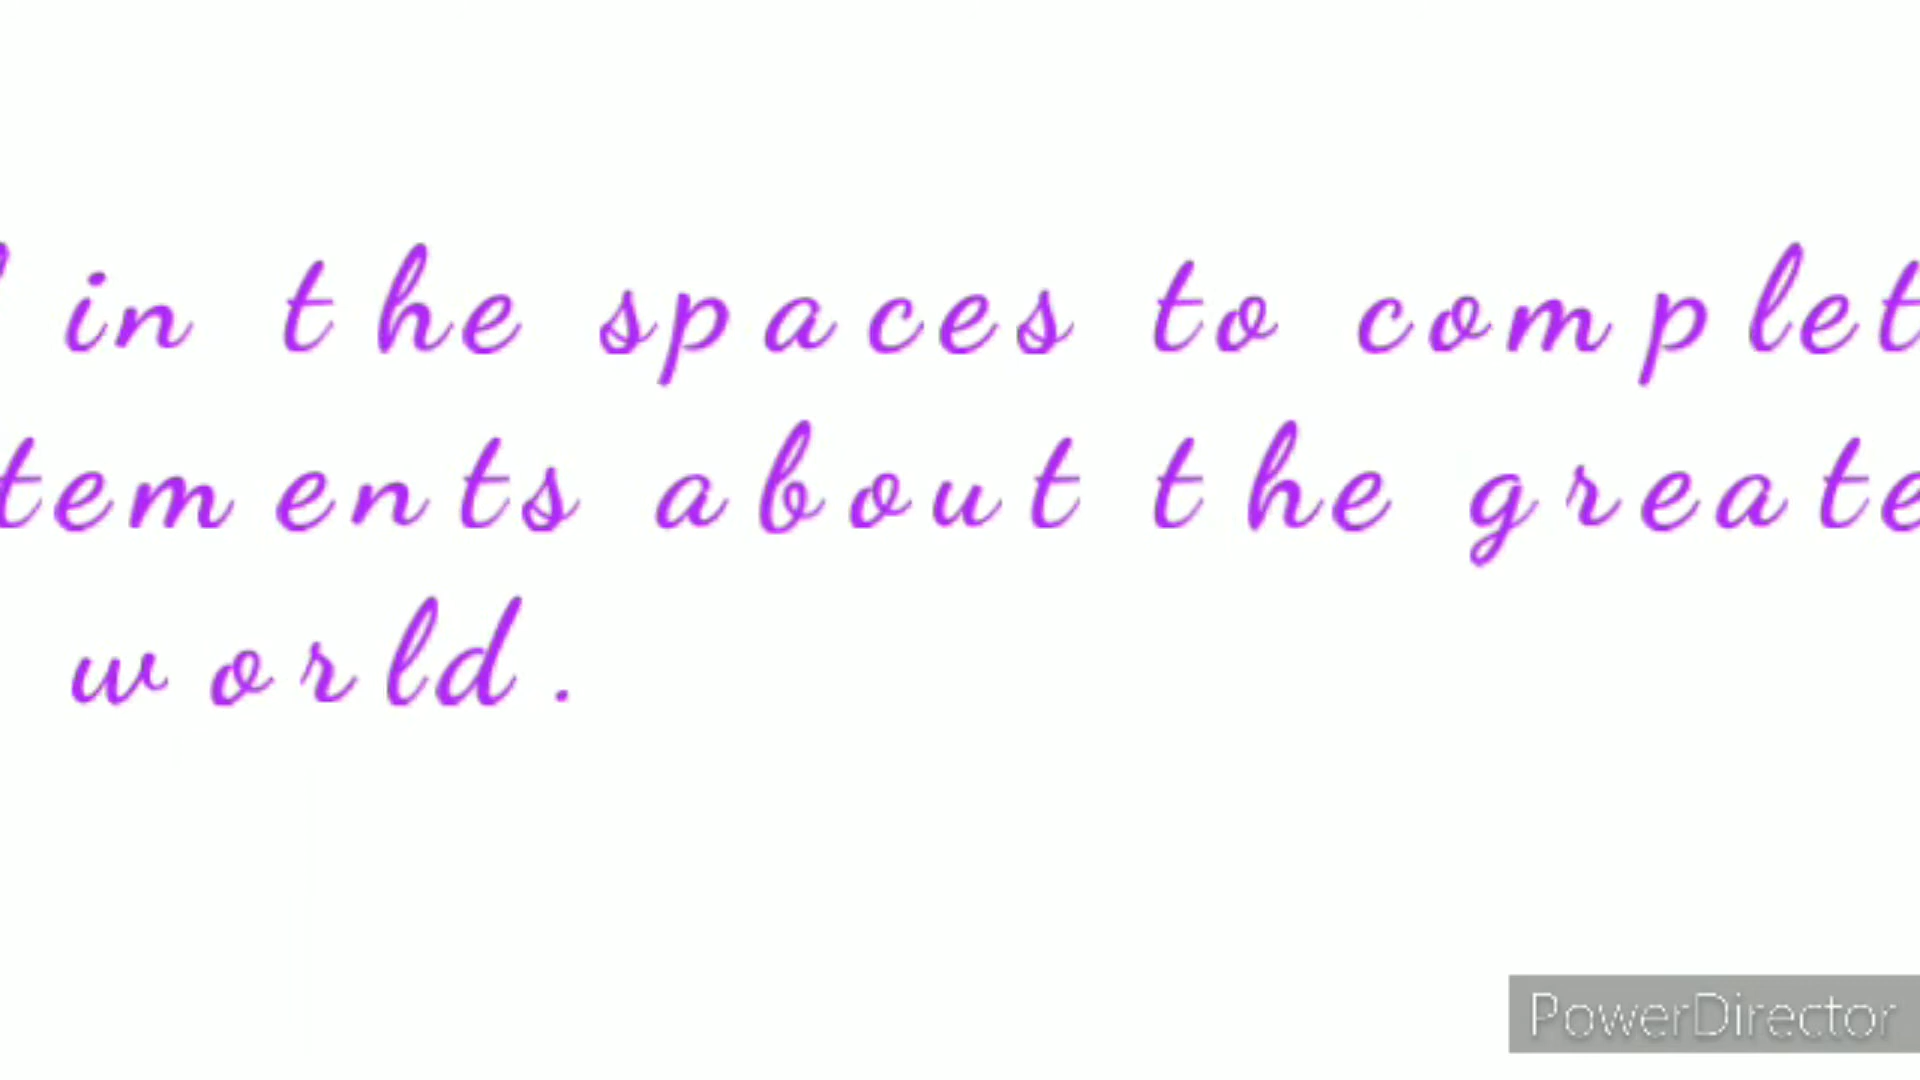 in the spaces to complet
tements about the greate
world.
PowerDirector